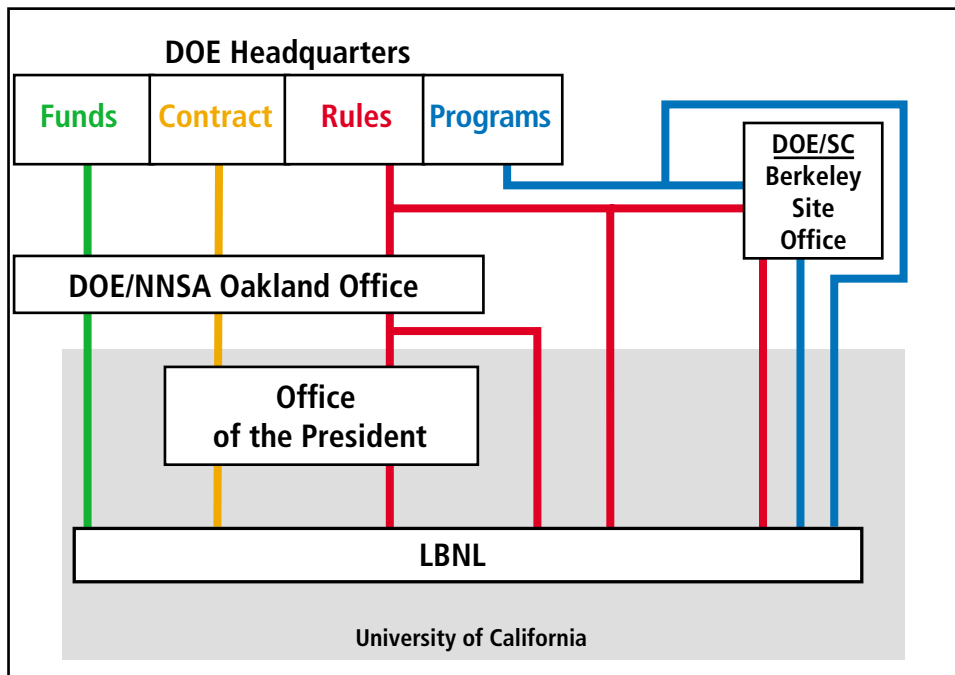 DOE Headquarters
Funds
Contract
Rules
Programs
DOE/SC
Berkeley
Site
Office
DOE/NNSA Oakland Office
Office
of the President
LBNL
University of California